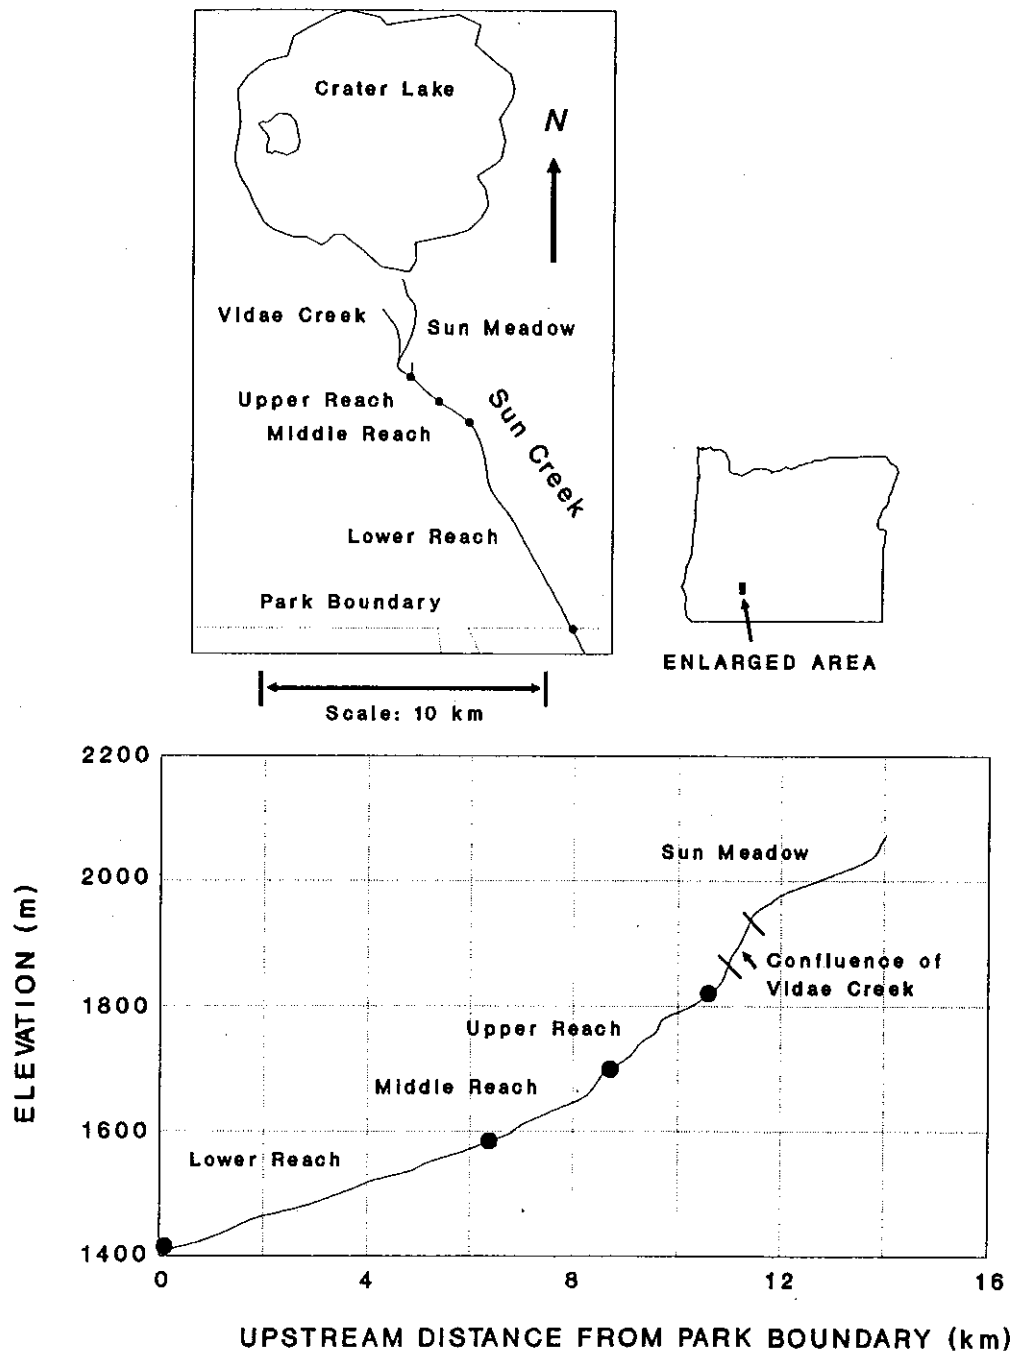 Crater Lake
N
Vidae Creek
Sun Meadow
Upper Reach
Middle Reach
Sun Creek
Lower Reach
Park Boundary
ENLARGED AREA
Scale: 10 km
2200
2000
1800
1600
1400
ELEVATION (m)
Sun Meadow
Confluence of
Vidae Creek
Upper Reach
Middle Reach
Lower Reach
0 4 8 12 16
UPSTREAM DISTANCE FROM PARK BOUNDARY (km)